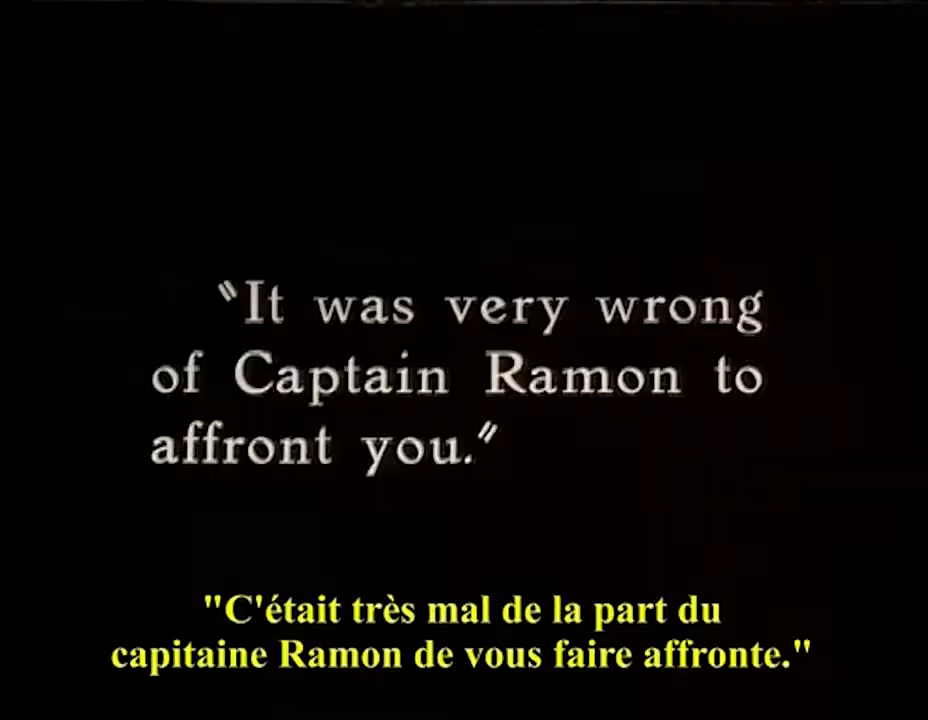 "It was very wrong
of Captain Ramon to
affront you."
"C'était très mal de la part du
capitaine Ramon de vous faire affronte."